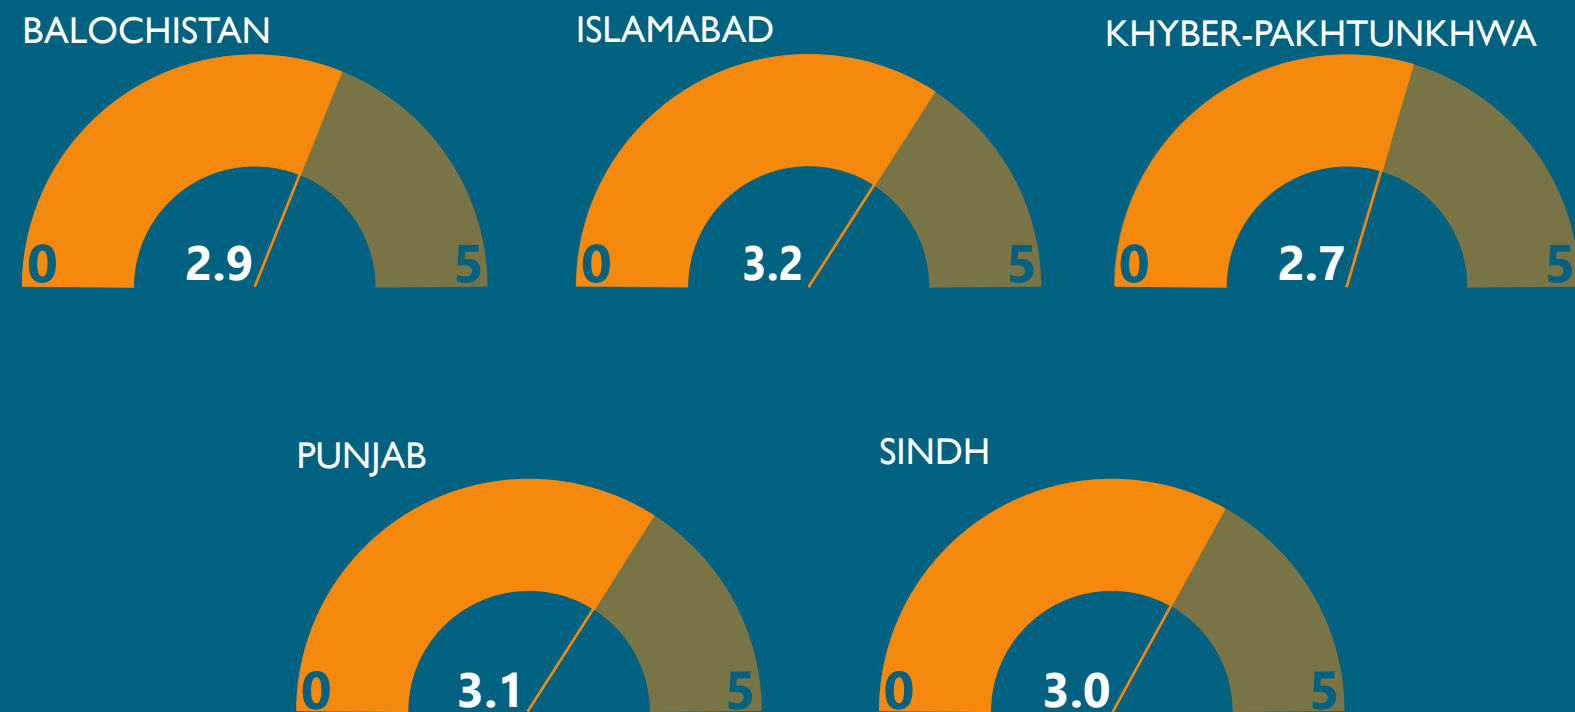 BALOCHISTAN
0 2.9 5
ISLAMABAD
0 3.2 5
KHYBER-PAKHTUNKHWA
0 2.7 5
PUNJAB
0 3.1 5
SINDH
0 3.0 5